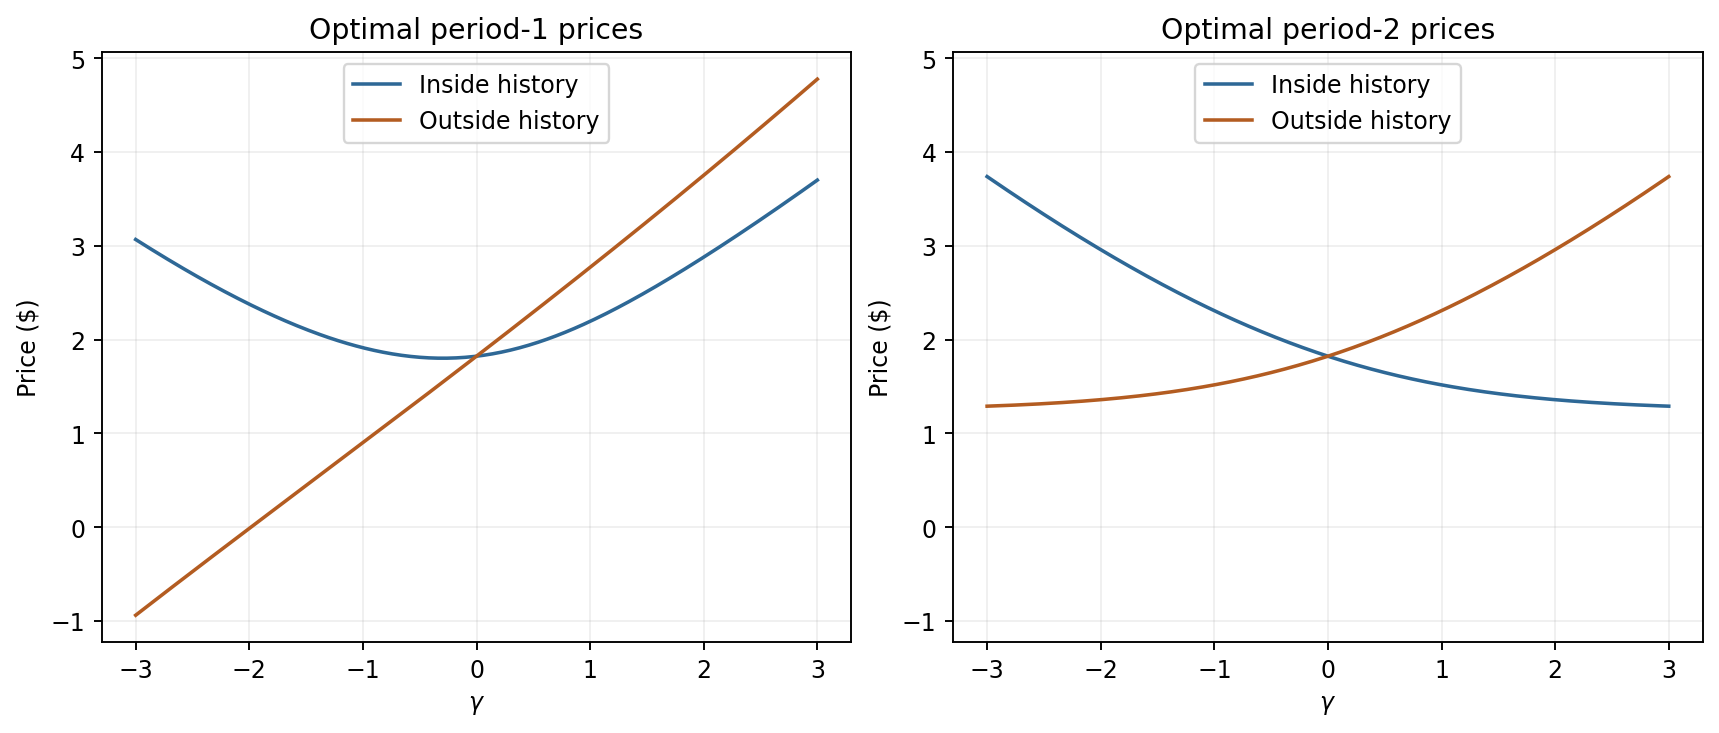 Optimal period-1 prices
Inside history
Outside history
Price ($)
5
4
3
2
1
0
−1
−3
−2
−1
0
1
2
3
γ
Optimal period-2 prices
Inside history
Outside history
Price ($)
5
4
3
2
1
0
−1
−3
−2
−1
0
1
2
3
γ